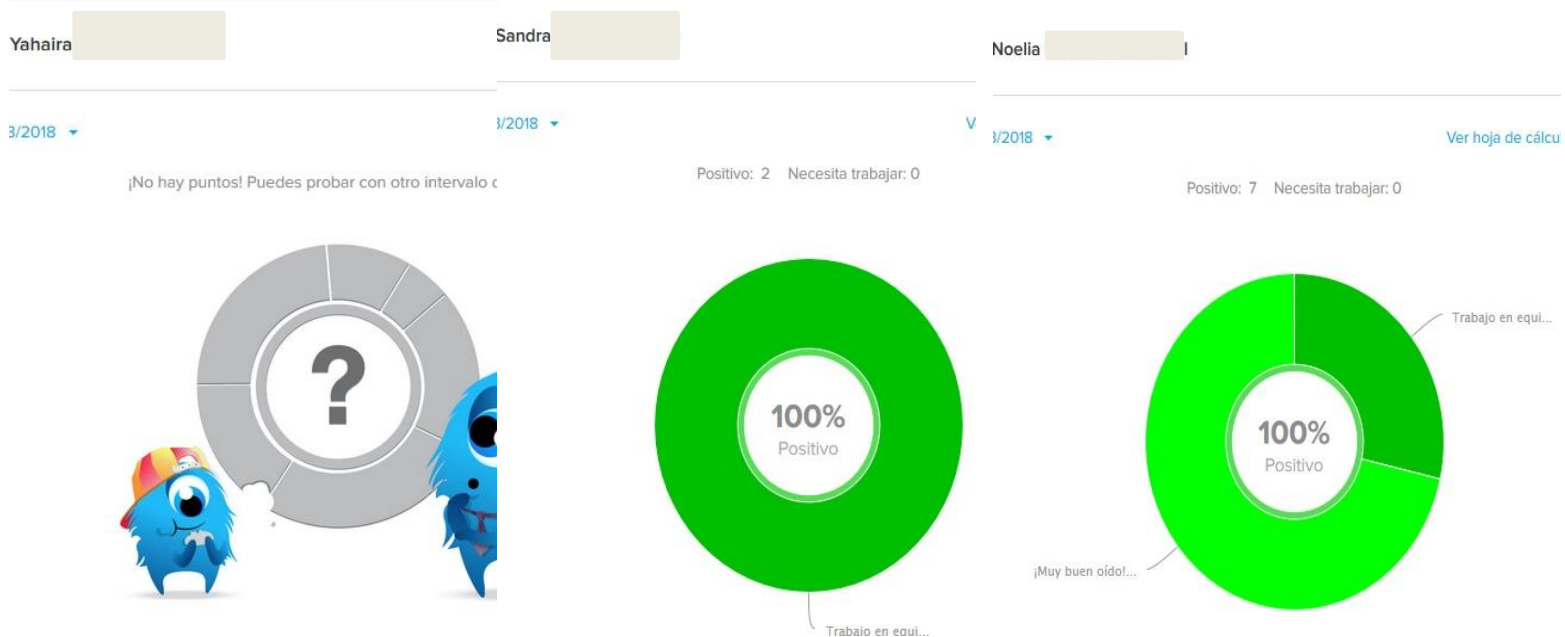 Yahaira
3/2018
¡No hay puntos! Puedes probar con otro intervalo
?
Sandra
3/2018
Positivo: 2 Necesita trabajar: 0
100%
Positivo
Trabajo en equi...
Noelia
3/2018 Ver hoja de
Positivo: 7 Necesita trabajar: 0
Trabajo en equi...
100%
Positivo
¡Muy buen oído!...